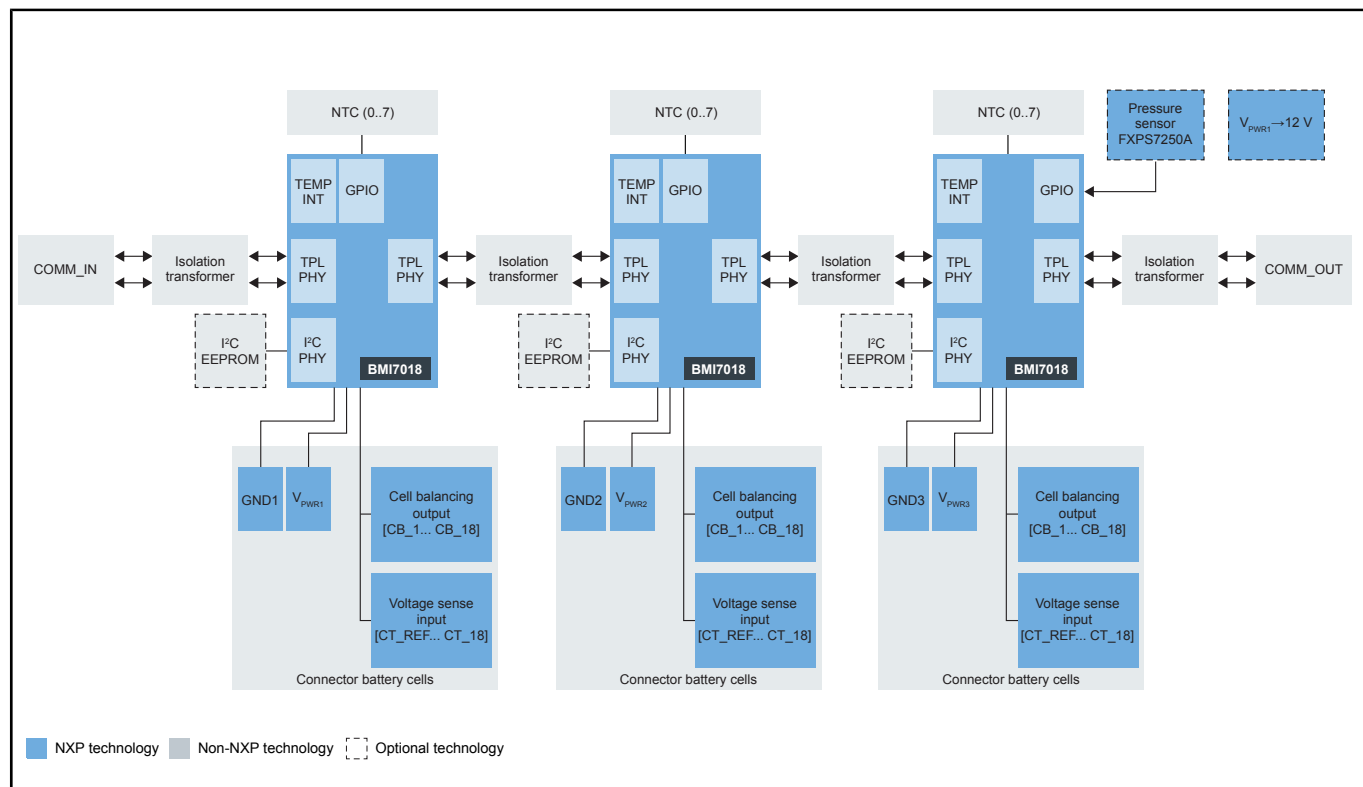 NTC (0..7)
NTC (0..7)
NTC (0..7)
Pressure
sensor
FXPS7250A
V_PWR1→12 V
TEMP
INT
GPIO
TEMP
INT
GPIO
TEMP
INT
GPIO
COMM_IN
Isolation
transformer
TPL
PHY
TPL
PHY
Isolation
transformer
TPL
PHY
TPL
PHY
Isolation
transformer
TPL
PHY
TPL
PHY
Isolation
transformer
COMM_OUT
I²C
EEPROM
I²C
PHY
BMI7018
I²C
EEPROM
I²C
PHY
BMI7018
I²C
EEPROM
I²C
PHY
BMI7018
GND1
V_PWR1
Cell balancing
output
[CB_1... CB_18]
Voltage sense
input
[CT_REF... CT_18]
Connector battery cells
GND2
V_PWR2
Cell balancing
output
[CB_1... CB_18]
Voltage sense
input
[CT_REF... CT_18]
Connector battery cells
GND3
V_PWR3
Cell balancing
output
[CB_1... CB_18]
Voltage sense
input
[CT_REF... CT_18]
Connector battery cells
NXP technology
Non-NXP technology
Optional technology